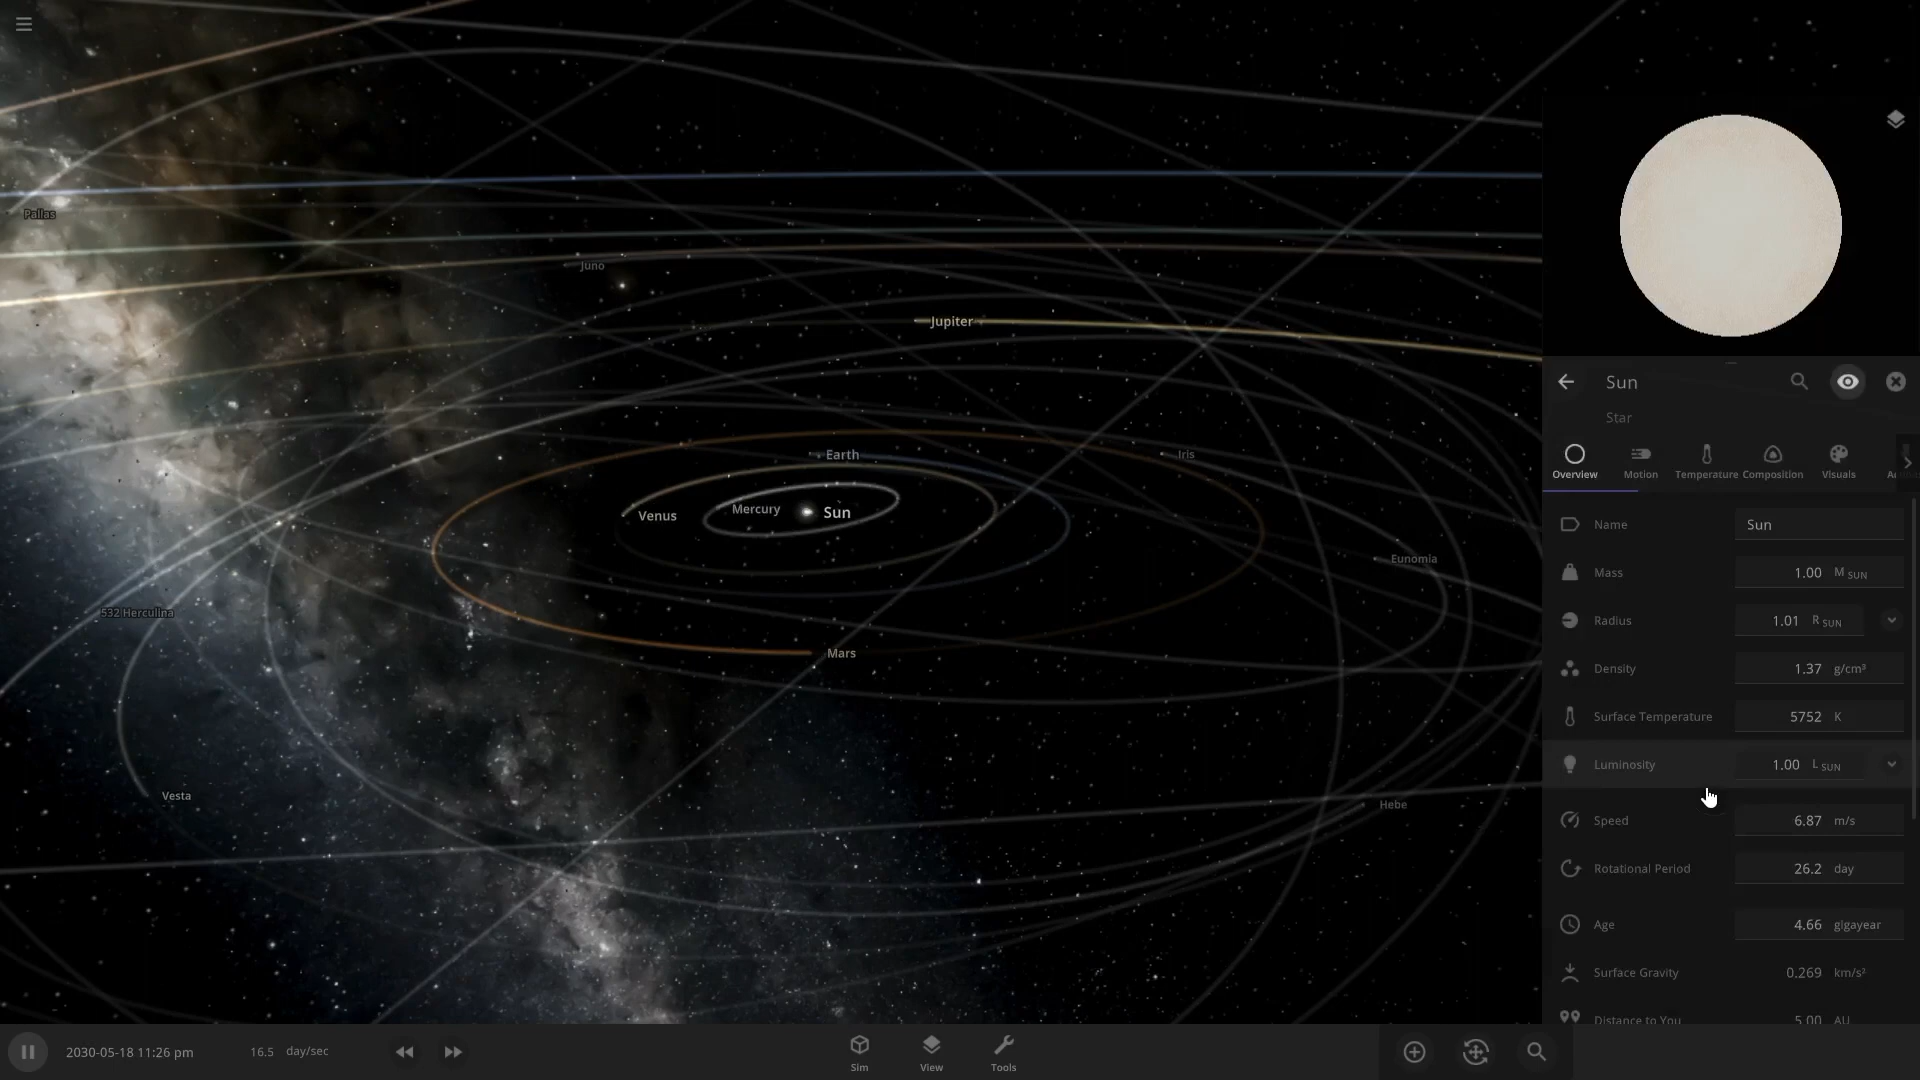 Pallas
Juno
Jupiter
Earth
Iris
Venus
Mercury
Sun
Eunomia
532 Herculina
Mars
Vesta
Hebe
Sun
Star
Overview
Motion
Temperature
Composition
Visuals
Name Sun
Mass 1.00 M SUN
Radius 1.01 R SUN
Density 1.37 g/cm³
Surface Temperature 5752 K
Luminosity 1.00 L SUN
Speed 6.87 m/s
Rotational Period 26.2 day
Age 4.66 gigayear
Surface Gravity 0.269 km/s²
Distance to You 5.00 AU
2030-05-18 11:26 pm
16.5 day/sec
Sim
View
Tools